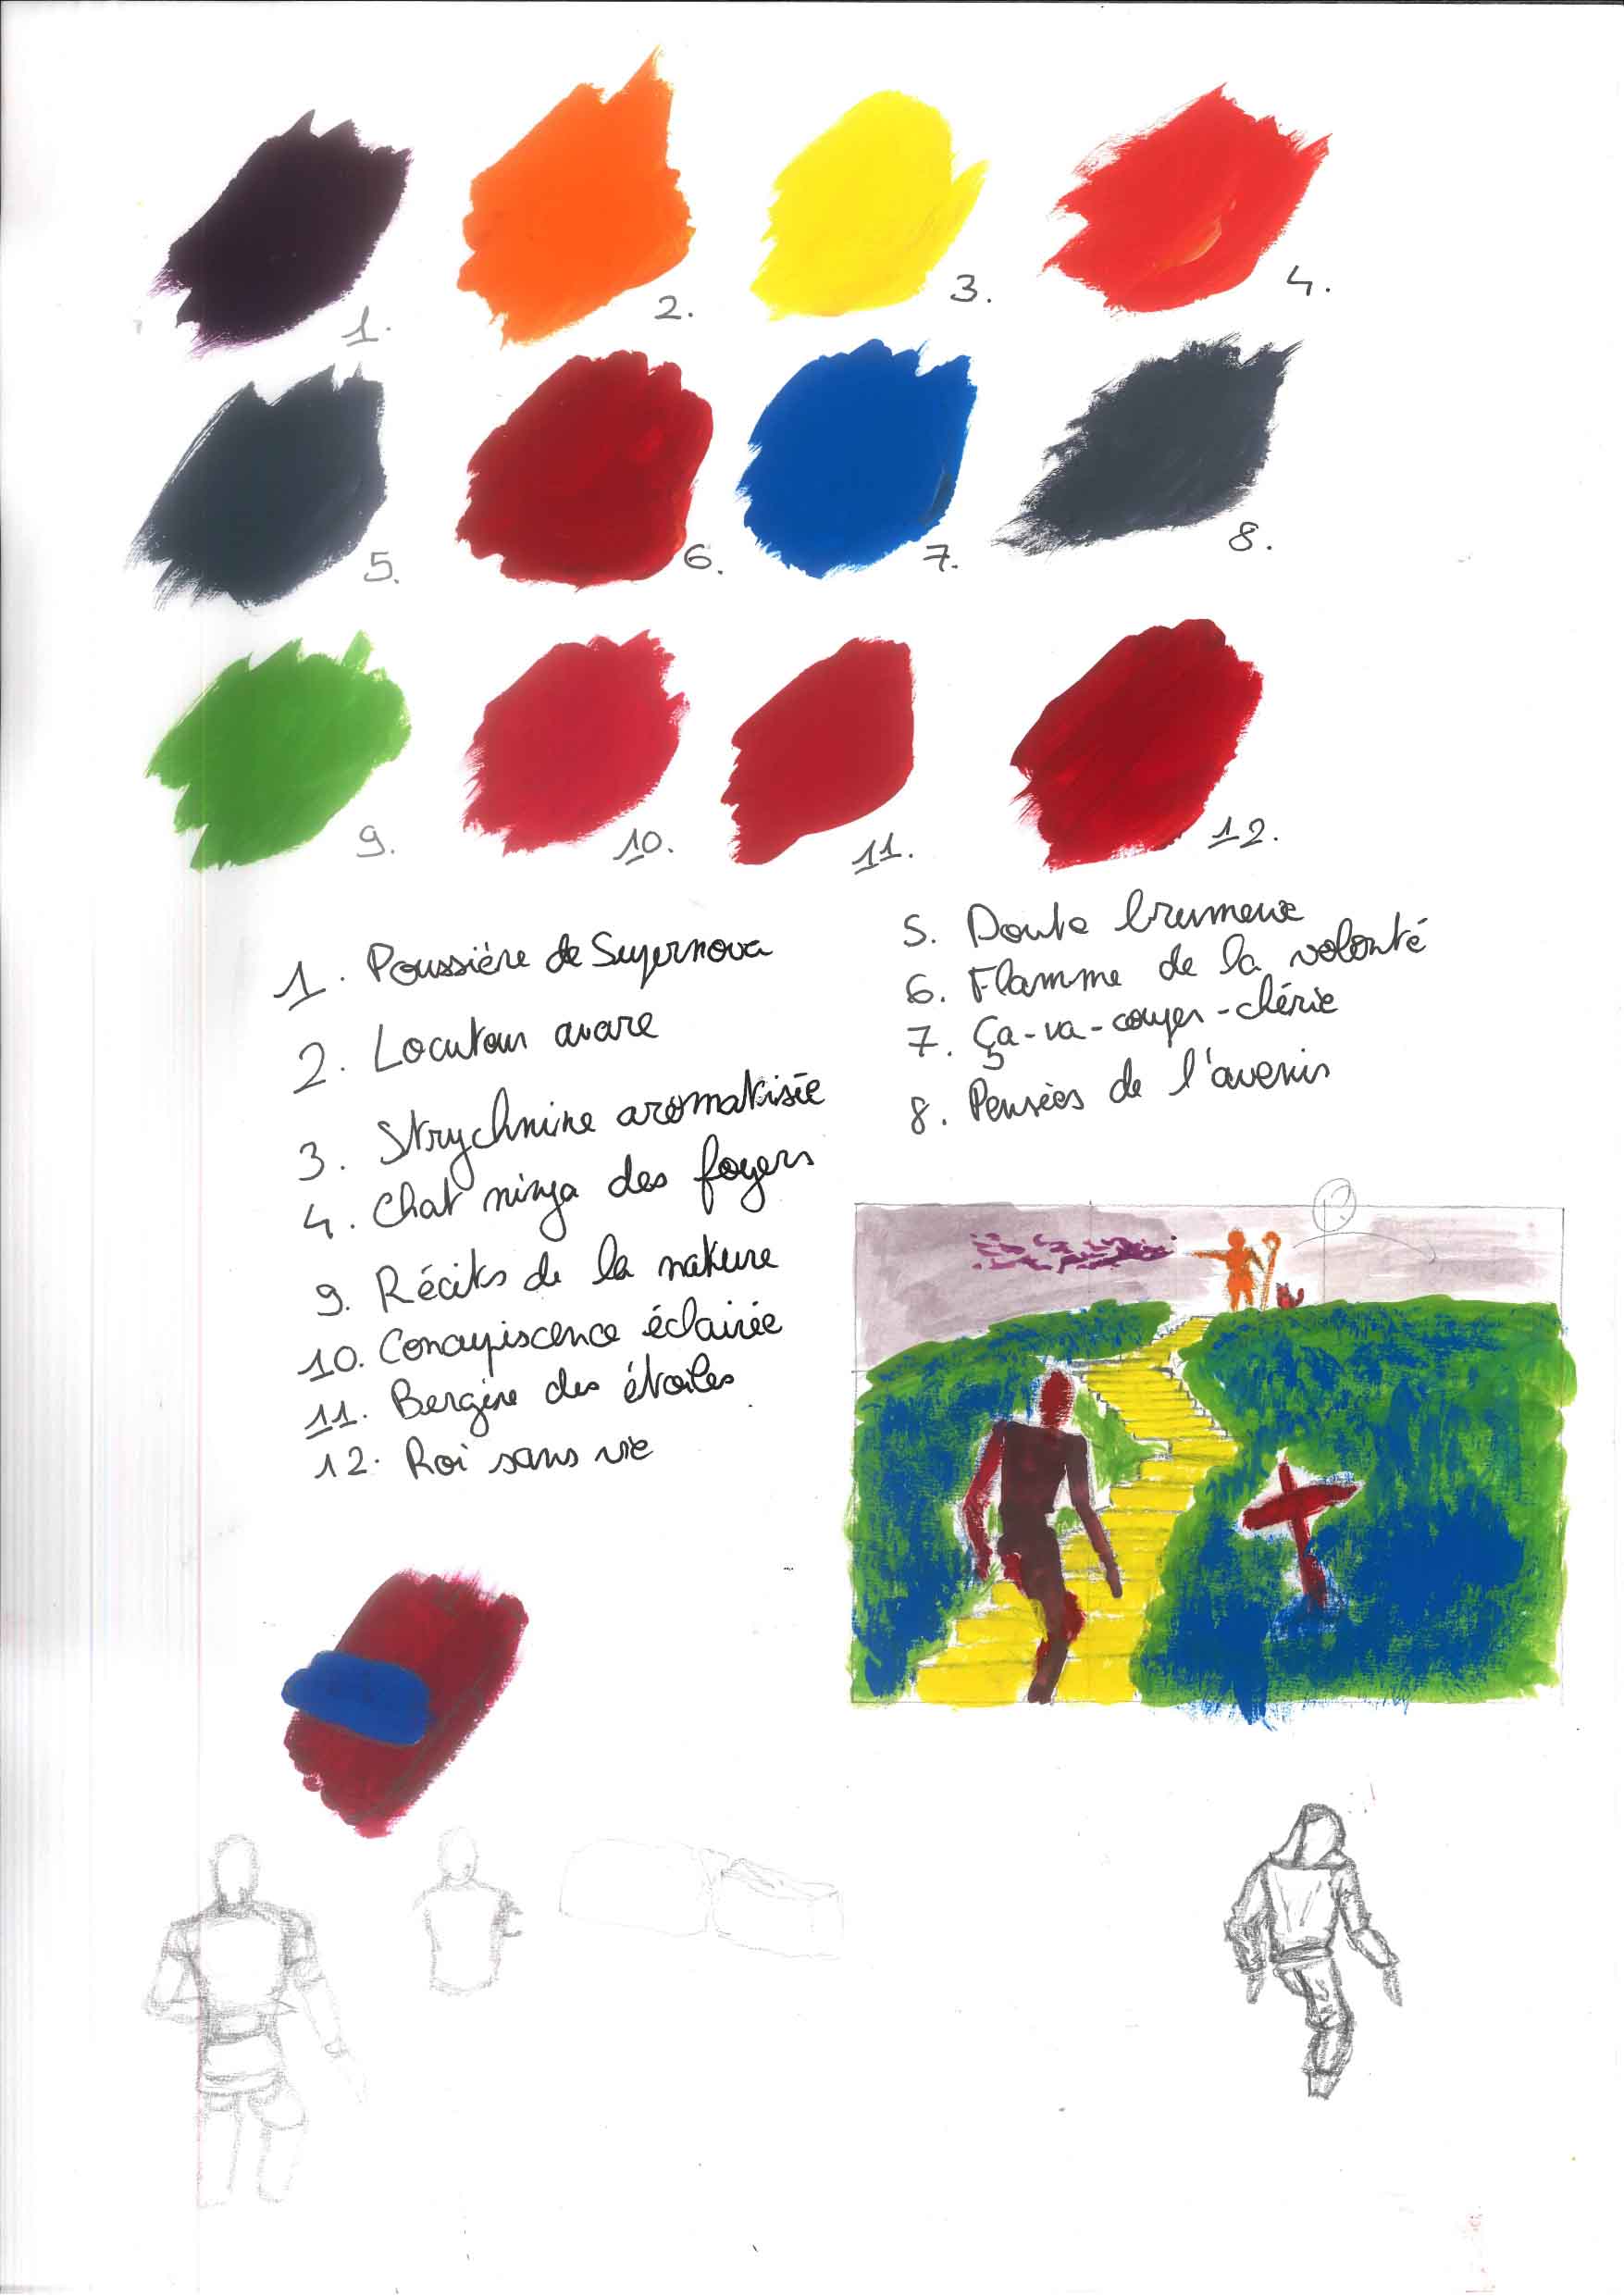 1.
2.
3.
4.
5.
6.
7.
8.
9.
10.
11.
12.
1. Poussière de Supernova
2. Locuteur avare
3. Strychnine aromatisée
4. Chat ninja des foyers
5. Doute brumeux
6. Flamme de la volonté
7. Ça-va-couper-chérie
8. Pensées de l'avenir
9. Récits de la nature
10. Concupiscence éclairée
11. Bergère des étoiles
12. Roi sans vie